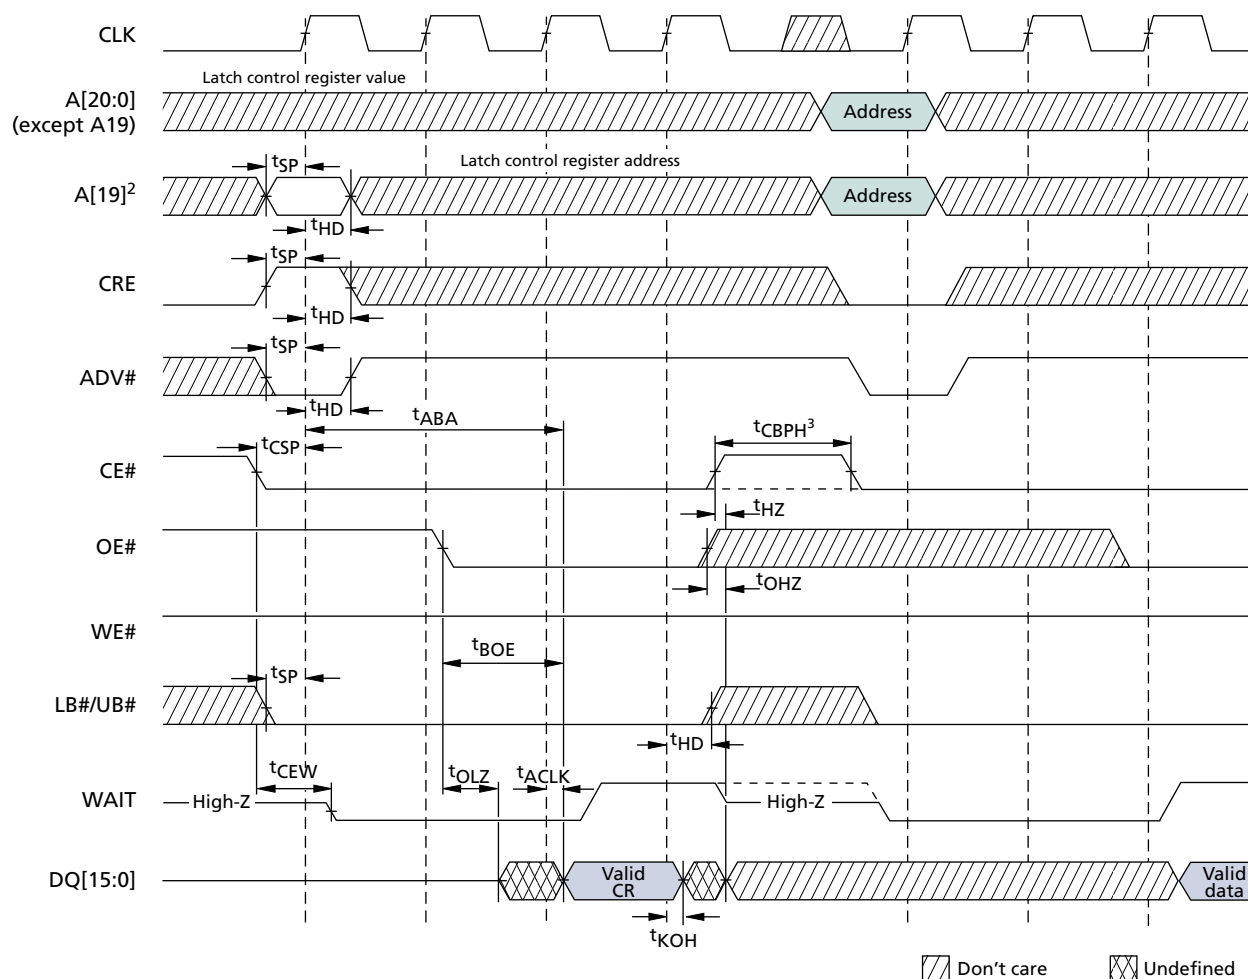 CLK
Latch control register value
A[20:0]
(except A19)
Address
tSP
Latch control register address
A[19]2
Address
tHD
tSP
CRE
tHD
tSP
ADV#
tHD
tABA
tCSP
tCBPH3
CE#
tHZ
OE#
tOHZ
WE#
tBOE
tSP
LB#/UB#
tHD
tCEW
tOLZ
tACLK
WAIT
High-Z
High-Z
DQ[15:0]
Valid
CR
Valid
data
tKOH
Don't care
Undefined